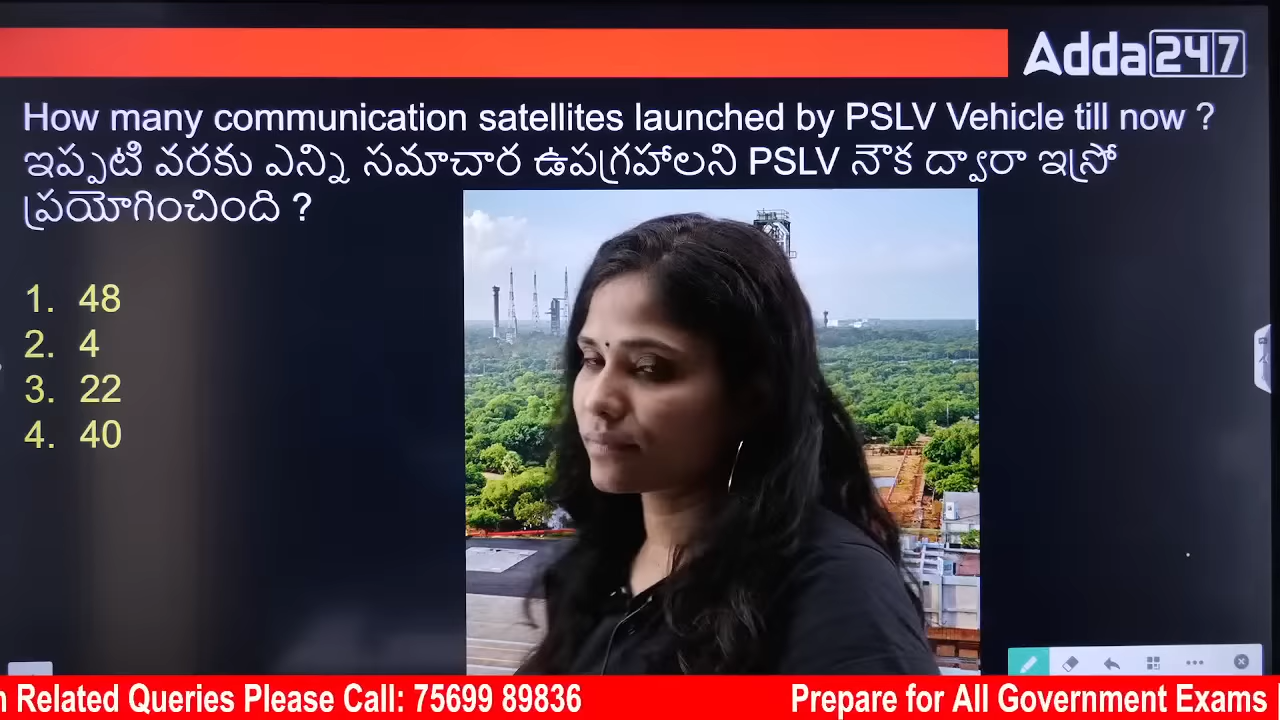 Adda247
How many communication satellites launched by PSLV Vehicle till now ?
ఇప్పటి వరకు ఎన్ని సమాచార ఉపగ్రహాలని PSLV నౌక ద్వారా ఇస్రో
ప్రయోగించింది ?
1. 48
2. 4
3. 22
4. 40
Related Queries Please Call: 75699 89836
Prepare for All Government Exams